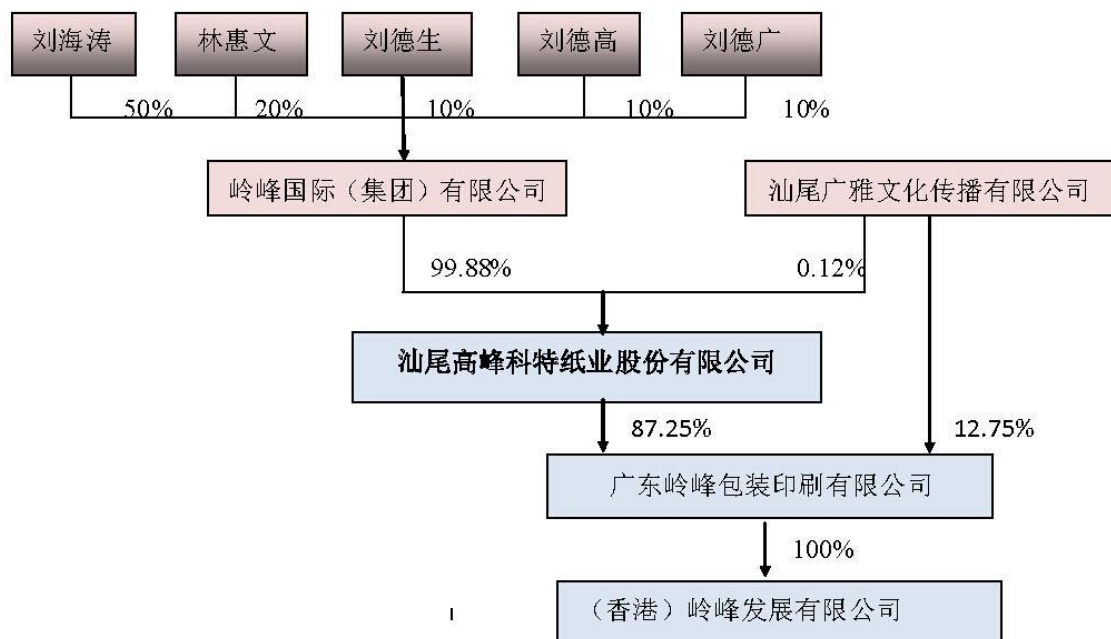 刘海涛
林惠文
刘德生
刘德高
刘德广
50%
20%
10%
10%
10%
岭峰国际（集团）有限公司
汕尾广雅文化传播有限公司
99.88%
0.12%
汕尾高峰科特纸业股份有限公司
87.25%
12.75%
广东岭峰包装印刷有限公司
100%
（香港）岭峰发展有限公司